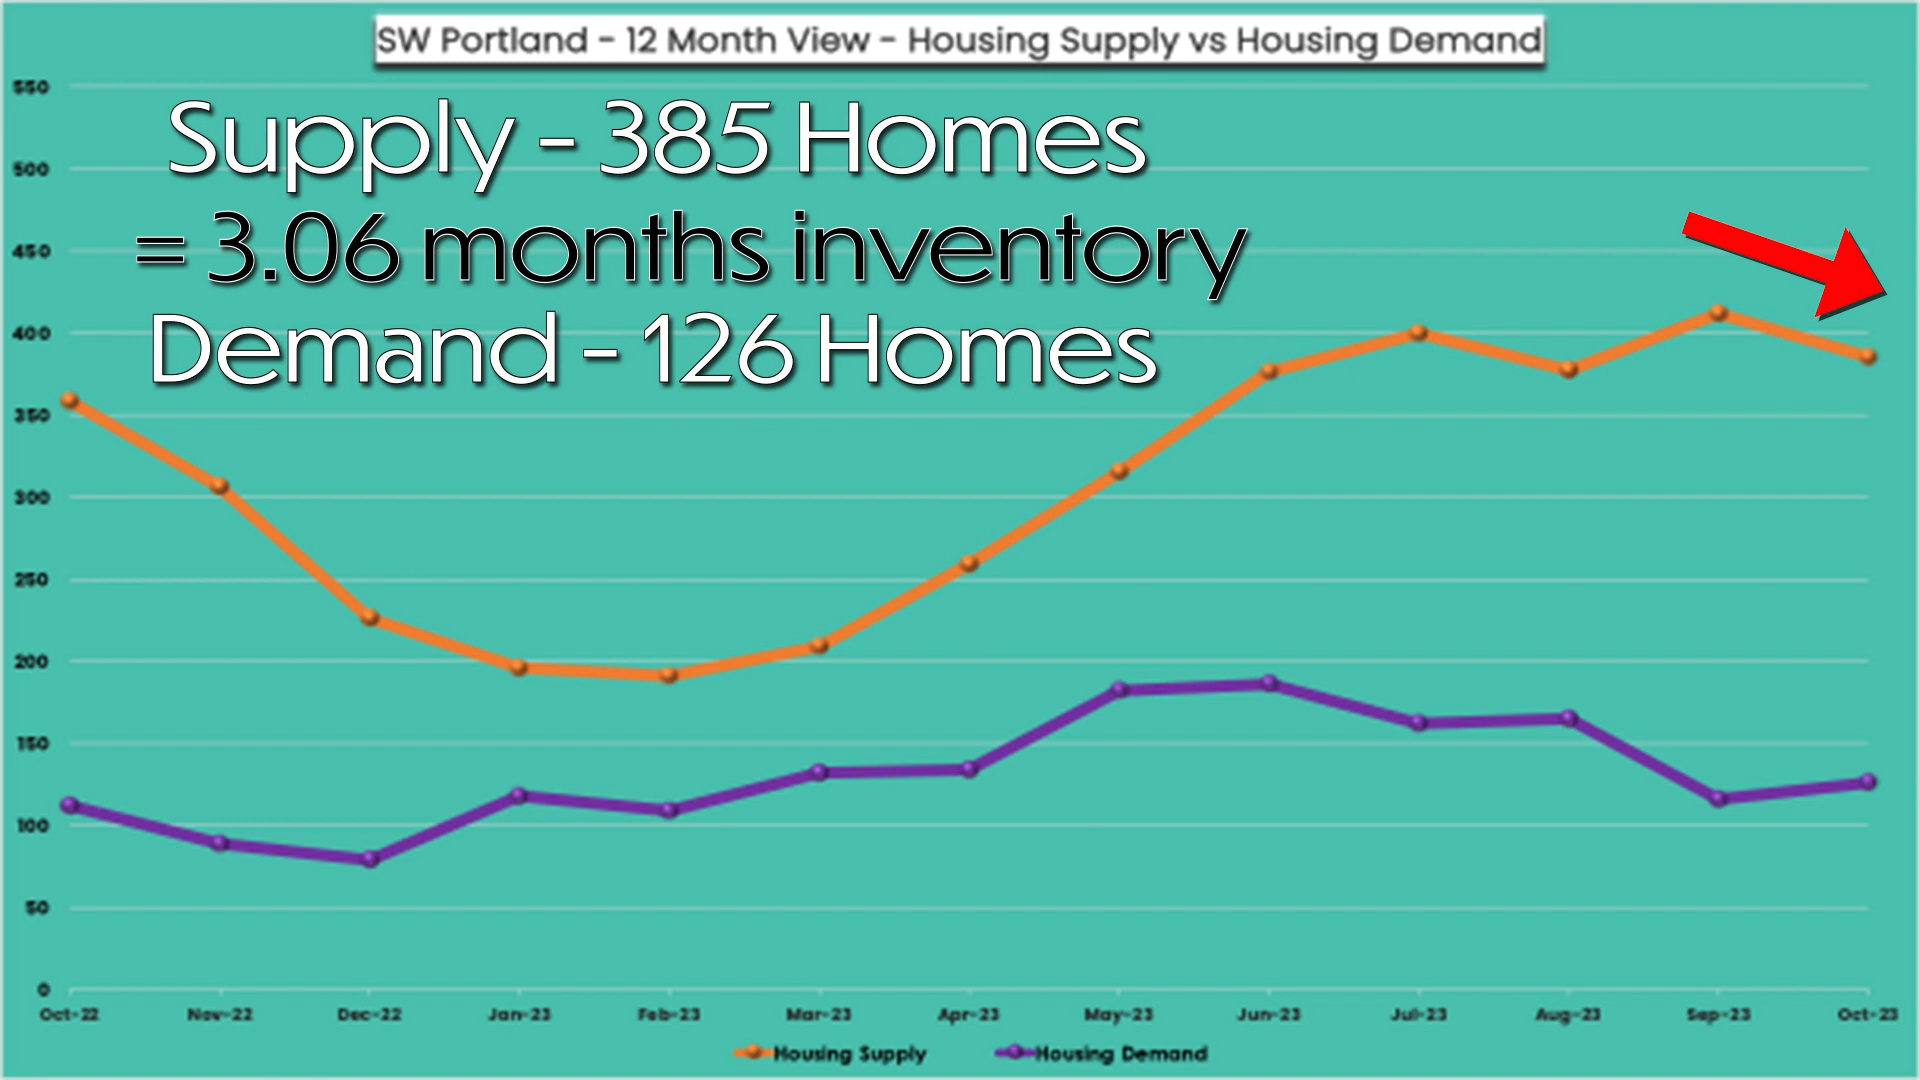 SW Portland - 12 Month View - Housing Supply vs Housing Demand
Supply - 385 Homes
= 3.06 months inventory
Demand - 126 Homes
550
500
450
400
350
300
250
200
150
100
50
0
Oct-22 Nov-22 Dec-22 Jan-23 Feb-23 Mar-23 Apr-23 May-23 Jun-23 Jul-23 Aug-23 Sep-23 Oct-23
Housing Supply Housing Demand